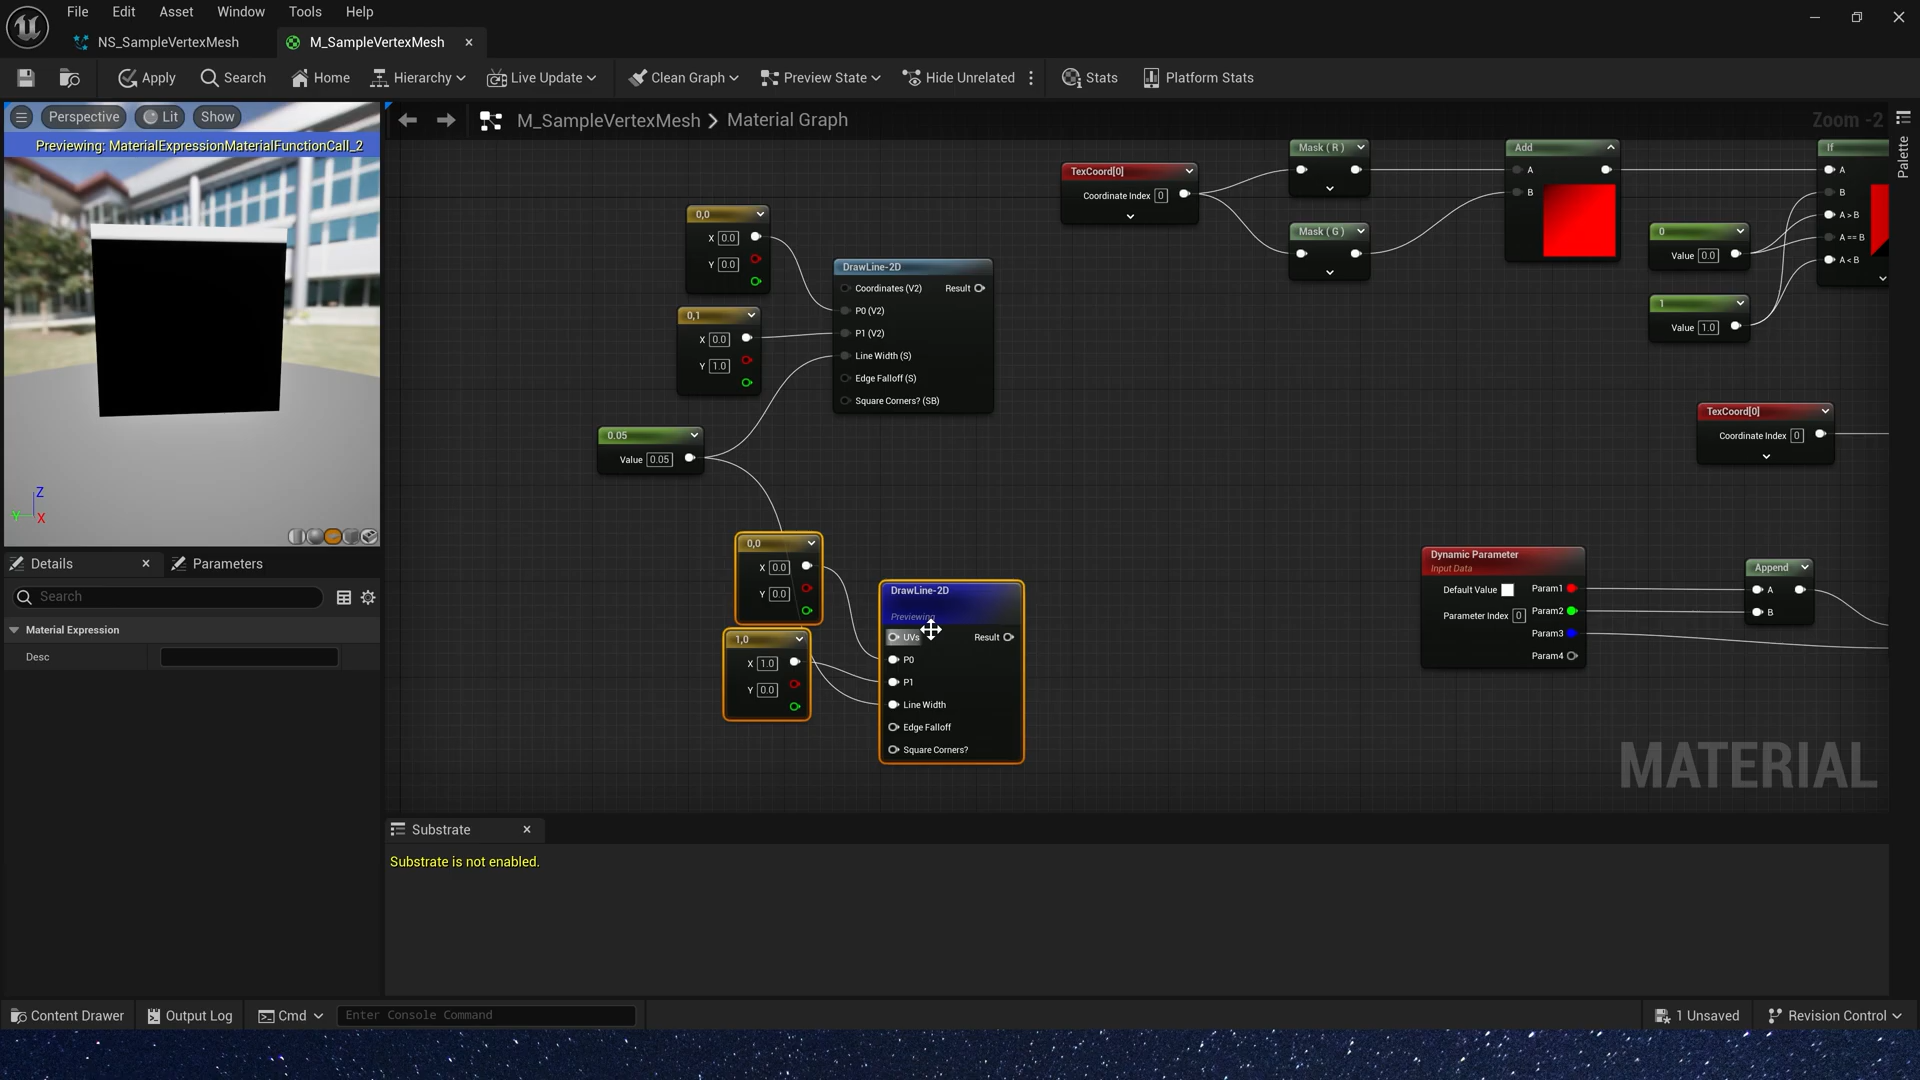 File Edit Asset Window Tools Help
NS_SampleVertexMesh
M_SampleVertexMesh
Apply
Search
Home
Hierarchy
Live Update
Clean Graph
Preview State
Hide Unrelated
Stats
Platform Stats
Perspective
Lit
Show
Previewing: MaterialExpressionMaterialFunctionCall_2
Z
Y
X
M_SampleVertexMesh > Material Graph
Zoom -2
Palette
0,0
X 0.0
Y 0.0
0,1
X 0.0
Y 1.0
DrawLine-2D
Coordinates (V2) Result
P0 (V2)
P1 (V2)
Line Width (S)
Edge Falloff (S)
Square Corners? (SB)
0.05
Value 0.05
0,0
X 0.0
Y 0.0
1,0
X 1.0
Y 0.0
DrawLine-2D
Previewing
UVs Result
P0
P1
Line Width
Edge Falloff
Square Corners?
TexCoord[0]
Coordinate Index 0
Mask ( R )
Mask ( G )
Add
A
B
If
A
B
A > B
A == B
A < B
0
Value 0.0
1
Value 1.0
TexCoord[0]
Coordinate Index 0
Dynamic Parameter
Input Data
Default Value Param1
Param2
Parameter Index 0
Param3
Param4
Append
A
B
MATERIAL
Details
Parameters
Search
Material Expression
Desc
Substrate
Substrate is not enabled.
Content Drawer
Output Log
Cmd
Enter Console Command
1 Unsaved
Revision Control